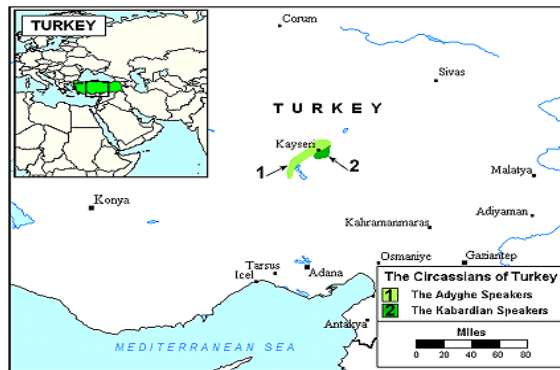 TURKEY
Corum
Sivas
TURKEY
Kayseri
1
2
Malatya
Konya
Adiyaman
Kahramanmaras
Osmaniye
Gaziantep
Tarsus
Adana
Icel
Antakya
MEDITERRANEAN SEA
The Circassians of Turkey
1 The Adyghe Speakers
2 The Kabardian Speakers
MILES
0 20 40 60 80